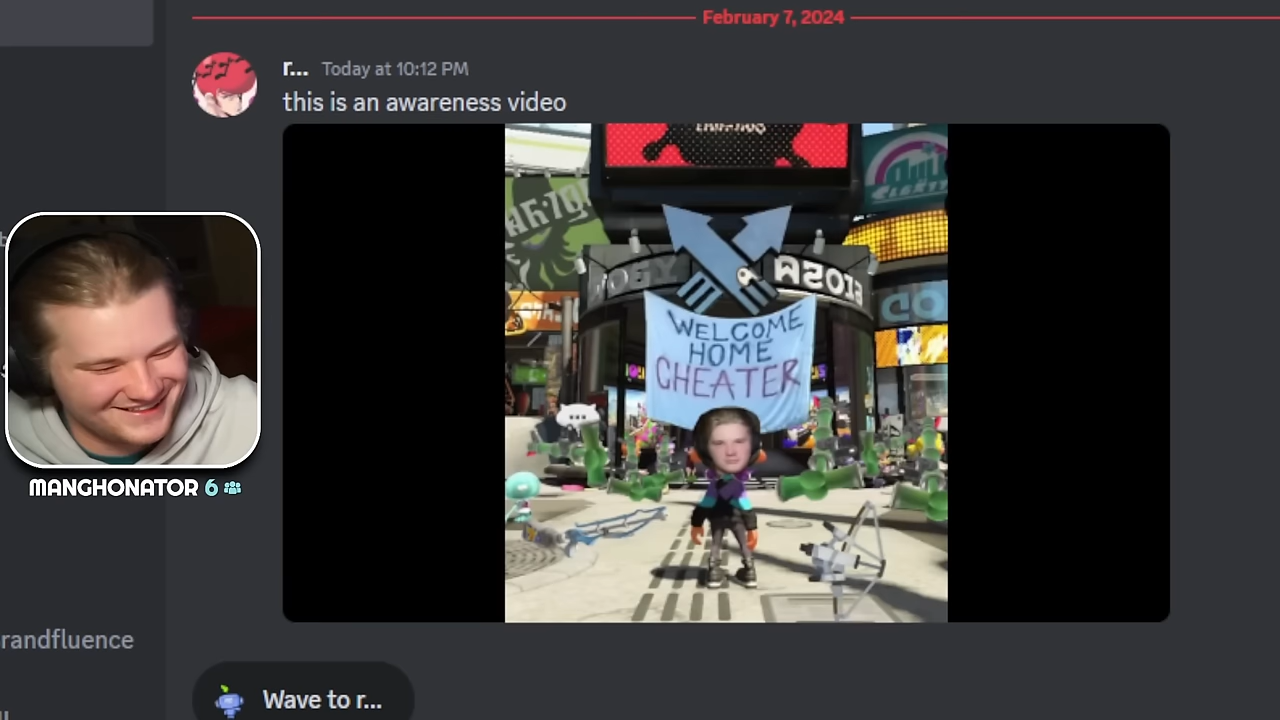 February 7, 2024
r... Today at 10:12 PM
this is an awareness video
WELCOME
HOME
CHEATER
MANGHONATOR 6
randfluence
Wave to r...